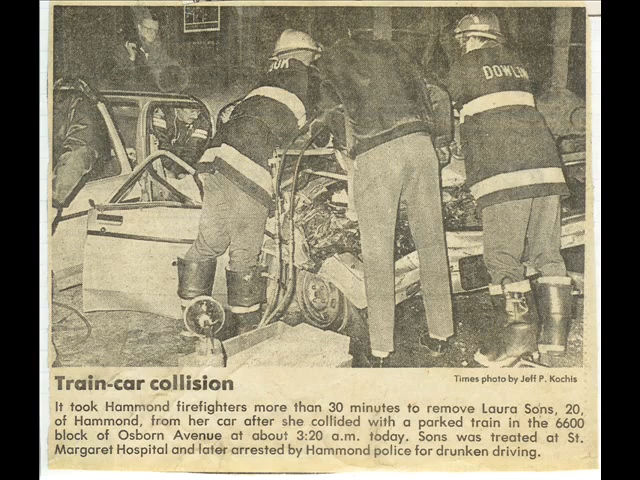 DOWLIN
Train-car collision
Times photo by Jeff P. Kochis
It took Hammond firefighters more than 30 minutes to remove Laura Sons, 20,
of Hammond, from her car after she collided with a parked train in the 6600
block of Osborn Avenue at about 3:20 a.m. today. Sons was treated at St.
Margaret Hospital and later arrested by Hammond police for drunken driving.